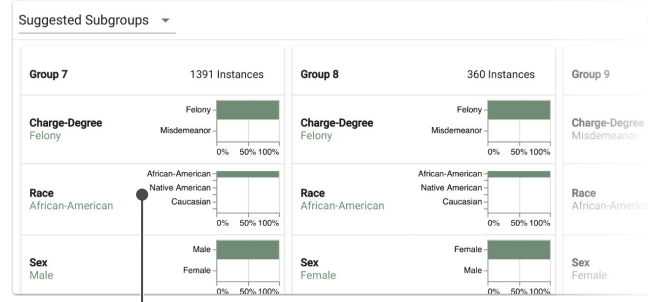 Suggested Subgroups
Group 7 1391 Instances
Charge-Degree
Felony
Felony
Misdemeanor
0% 50% 100%
Race
African-American
African-American
Native American
Caucasian
0% 50% 100%
Sex
Male
Male
Female
0% 50% 100%
Group 8 360 Instances
Charge-Degree
Felony
Felony
Misdemeanor
0% 50% 100%
Race
African-American
African-American
Native American
Caucasian
0% 50% 100%
Sex
Female
Female
Male
0% 50% 100%
Group 9
Charge-Degree
Misdemeanor
Race
African-America
Sex
Female